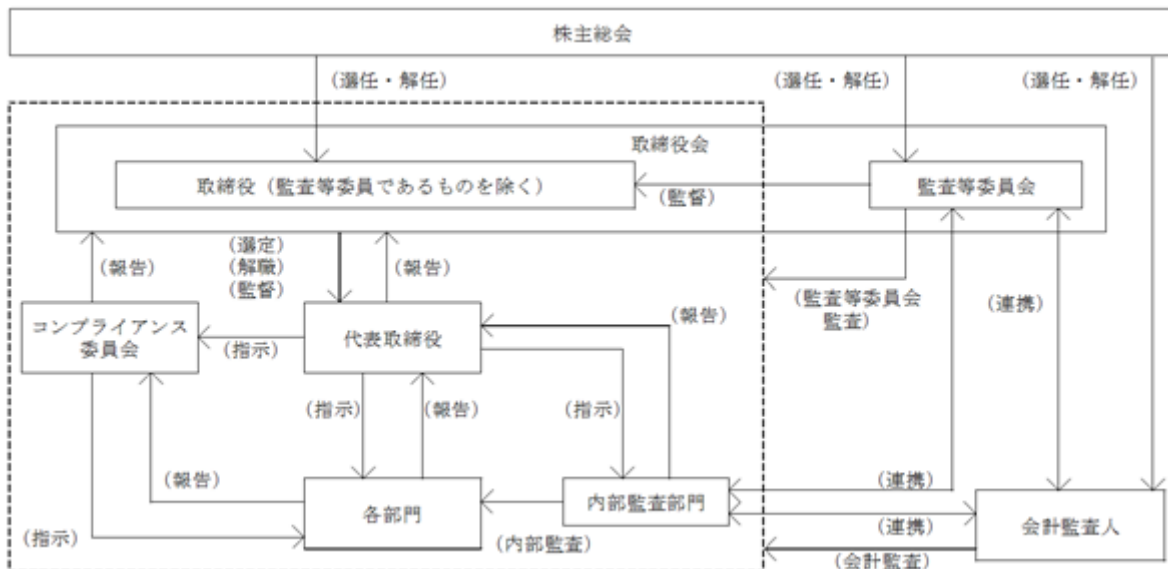 株主総会
(選任・解任)
(選任・解任)
(選任・解任)
取締役会
取締役（監査等委員であるものを除く）
監査等委員会
(監督)
(選定)
(解職)
(監督)
(報告)
(報告)
(監査等委員会
監査)
(連携)
コンプライアンス
委員会
(指示)
代表取締役
(報告)
(指示)
(報告)
(指示)
(報告)
(連携)
各部門
内部監査部門
(連携)
会計監査人
(指示)
(内部監査)
(会計監査)